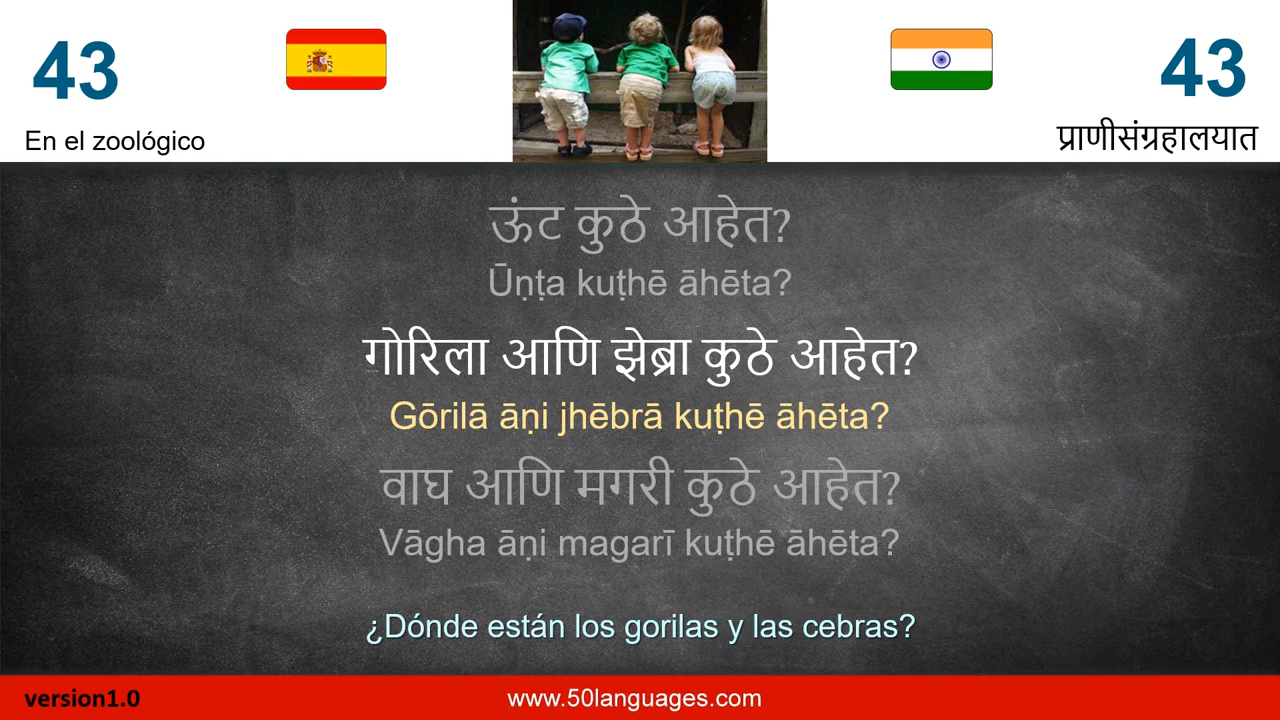 43
43
En el zoológico
प्राणीसंग्रहालयात
ऊंट कुठे आहेत?
Ūṇṭa kuṭhē āhēta?
गोरिला आणि झेब्रा कुठे आहेत?
Gōrilā āṇi jhēbrā kuṭhē āhēta?
वाघ आणि मगरी कुठे आहेत?
Vāgha āṇi magarī kuṭhē āhēta?
¿Dónde están los gorilas y las cebras?
version1.0
www.50languages.com